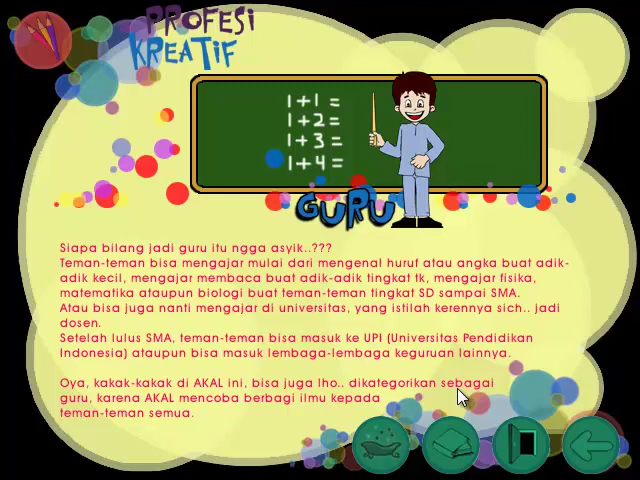 PROFESI
KREATIF
1+1 =
1+2 =
1+3 =
1+4 =
GURU
Siapa bilang jadi guru itu ngga asyik..???
Teman-teman bisa mengajar mulai dari mengenal huruf atau angka buat adik-
adik kecil, mengajar membaca buat adik-adik tingkat tk, mengajar fisika,
matematika ataupun biologi buat teman-teman tingkat SD sampai SMA.
Atau bisa juga nanti mengajar di universitas, yang istilah kerennya sich.. jadi
dosen.
Setelah lulus SMA, teman-teman bisa masuk ke UPI (Universitas Pendidikan
Indonesia) ataupun bisa masuk lembaga-lembaga keguruan lainnya.
Oya, kakak-kakak di AKAL ini, bisa juga lho.. dikategorikan sebagai
guru, karena AKAL mencoba berbagi ilmu kepada
teman-teman semua.